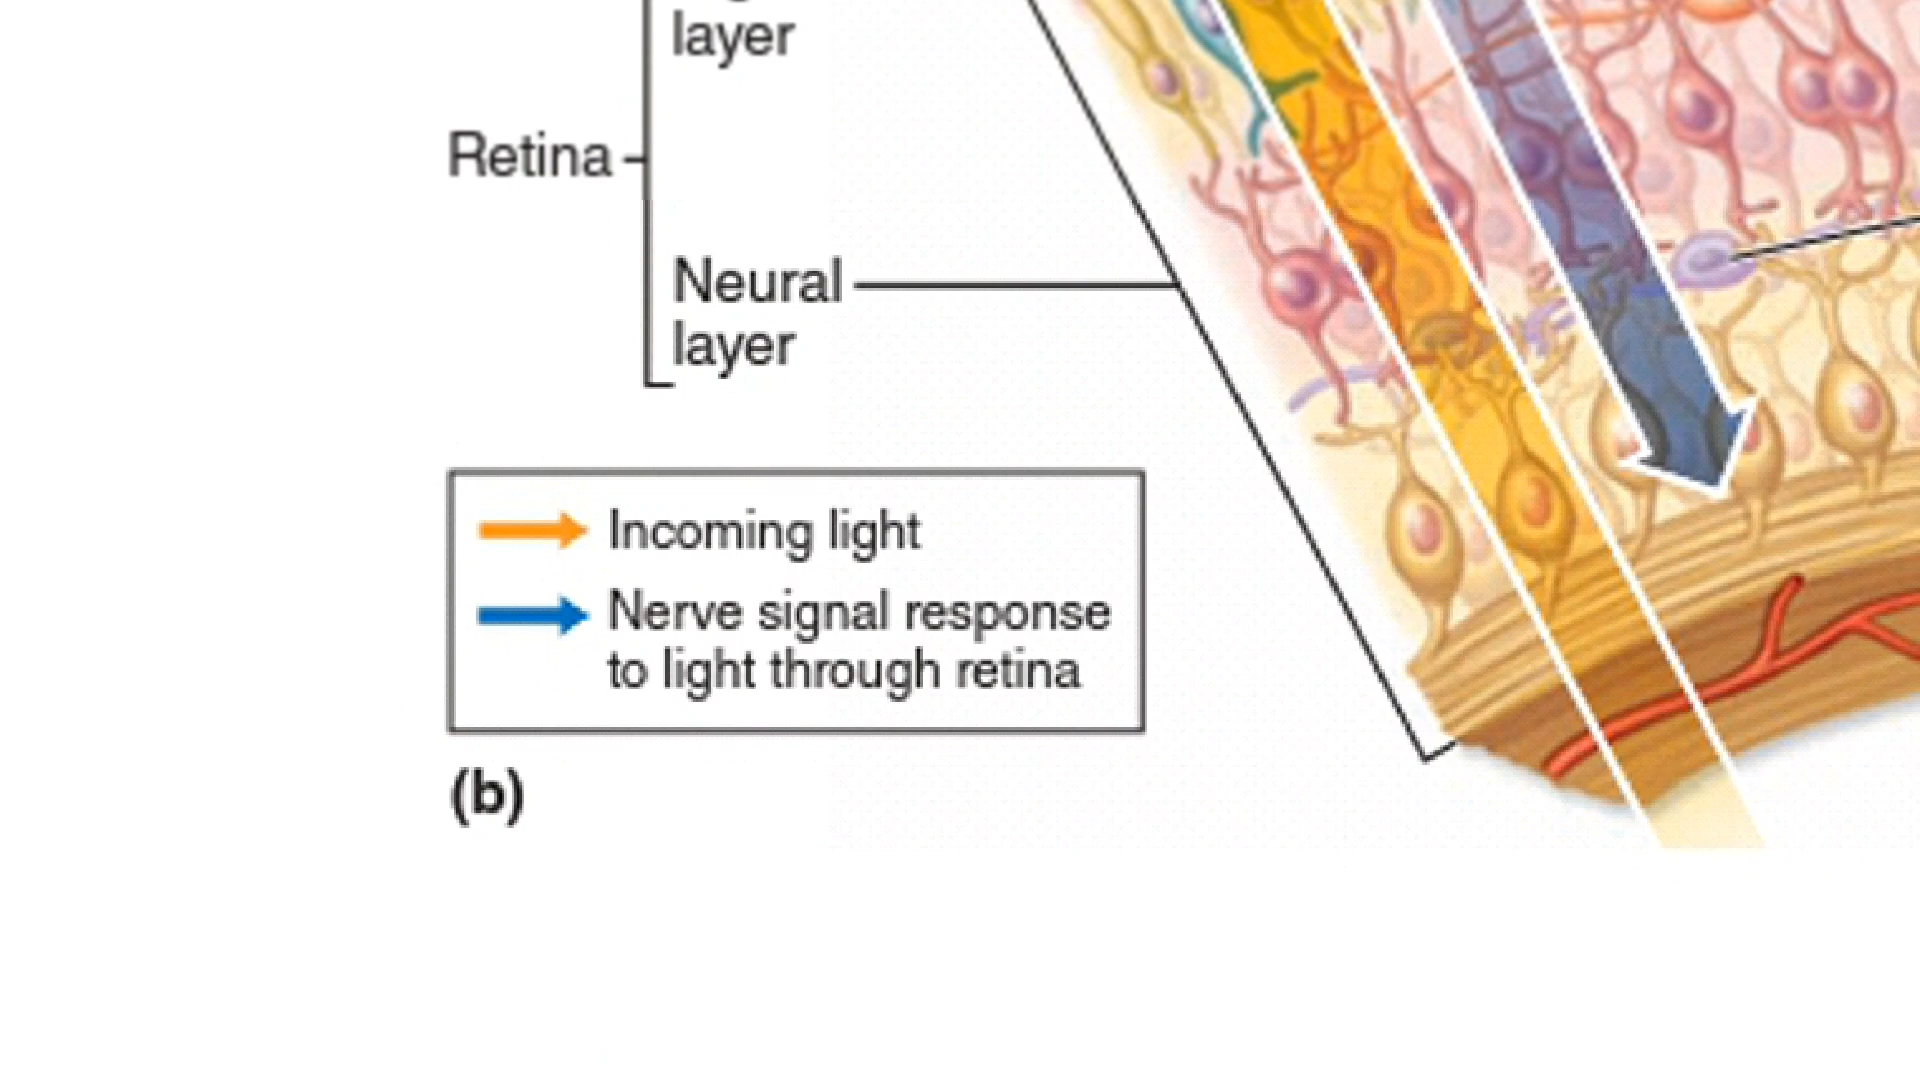 layer
Retina
Neural
layer
Incoming light
Nerve signal response
to light through retina
(b)